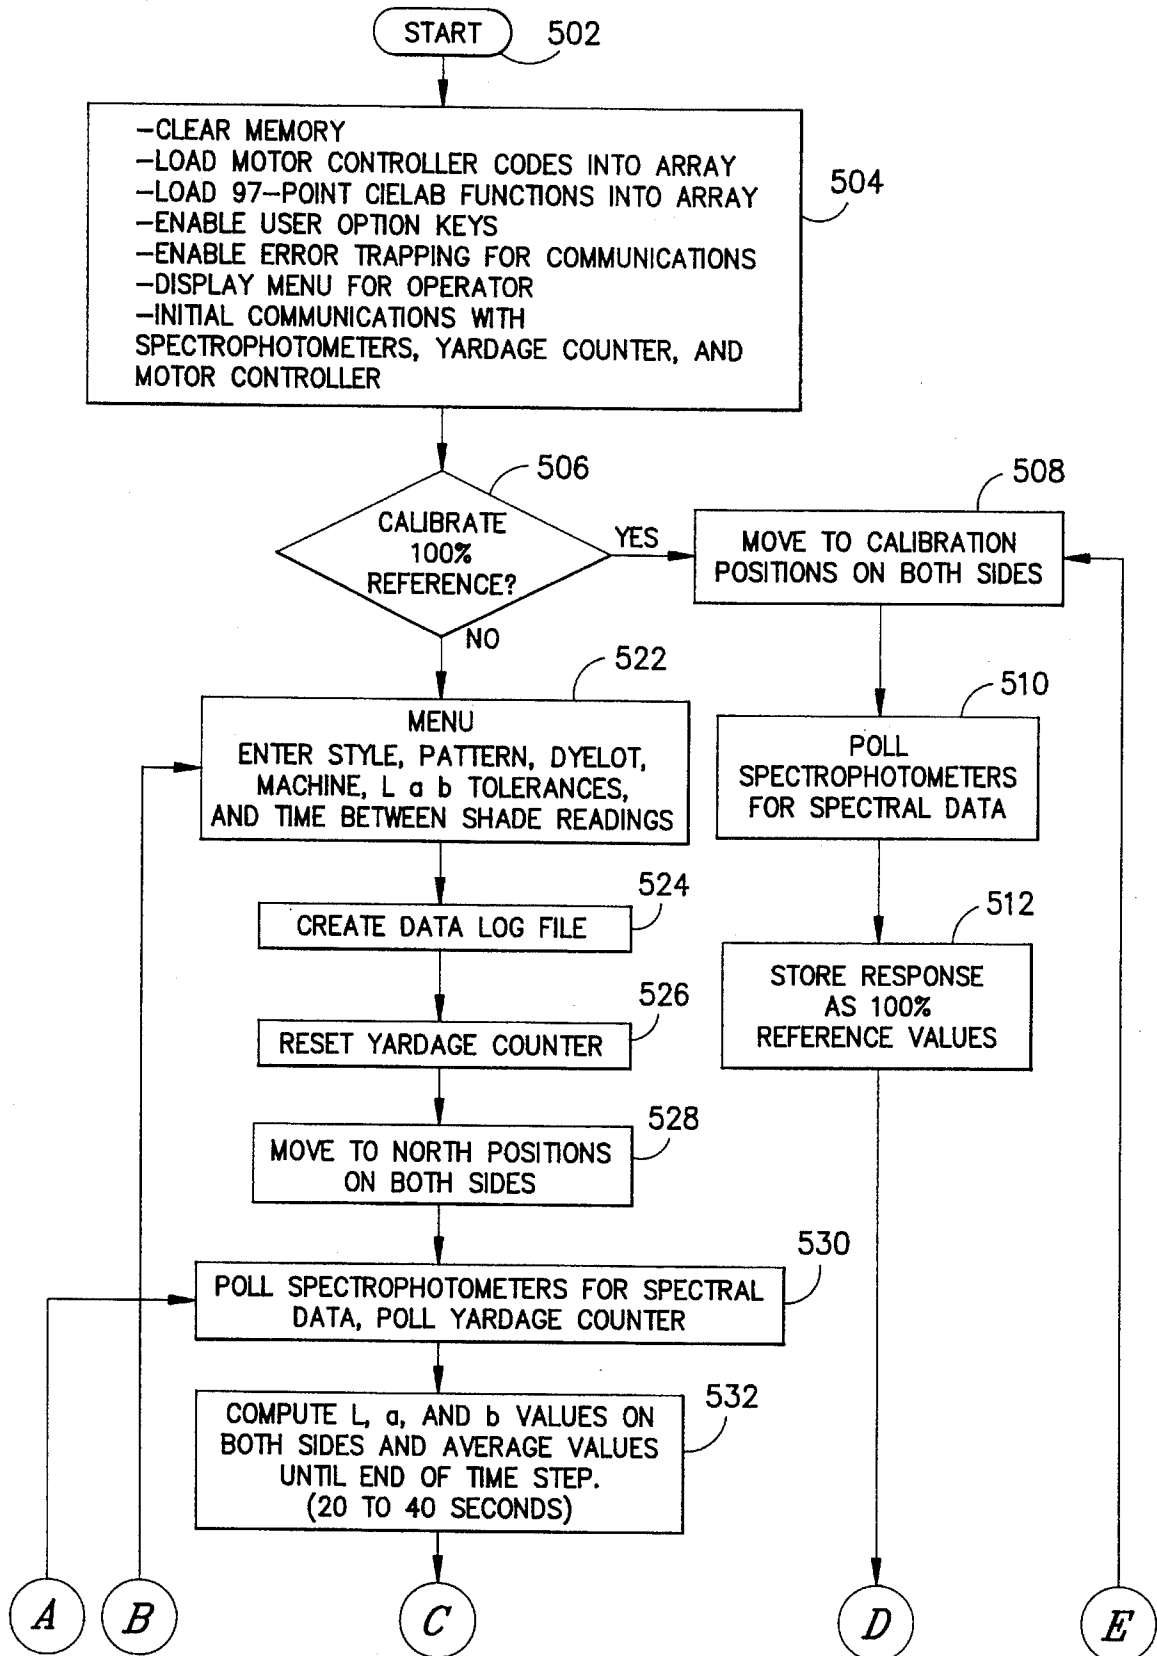 START
502
-CLEAR MEMORY
-LOAD MOTOR CONTROLLER CODES INTO ARRAY
-LOAD 97-POINT CIELAB FUNCTIONS INTO ARRAY
-ENABLE USER OPTION KEYS
-ENABLE ERROR TRAPPING FOR COMMUNICATIONS
-DISPLAY MENU FOR OPERATOR
-INITIAL COMMUNICATIONS WITH
SPECTROPHOTOMETERS, YARDAGE COUNTER, AND
MOTOR CONTROLLER
504
506
CALIBRATE
100%
REFERENCE?
YES
NO
508
MOVE TO CALIBRATION
POSITIONS ON BOTH SIDES
522
MENU
ENTER STYLE, PATTERN, DYELOT,
MACHINE, L a b TOLERANCES,
AND TIME BETWEEN SHADE READINGS
510
POLL
SPECTROPHOTOMETERS
FOR SPECTRAL DATA
524
CREATE DATA LOG FILE
512
STORE RESPONSE
AS 100%
REFERENCE VALUES
526
RESET YARDAGE COUNTER
528
MOVE TO NORTH POSITIONS
ON BOTH SIDES
530
POLL SPECTROPHOTOMETERS FOR SPECTRAL
DATA, POLL YARDAGE COUNTER
532
COMPUTE L, a, AND b VALUES ON
BOTH SIDES AND AVERAGE VALUES
UNTIL END OF TIME STEP.
(20 TO 40 SECONDS)
A
B
C
D
E